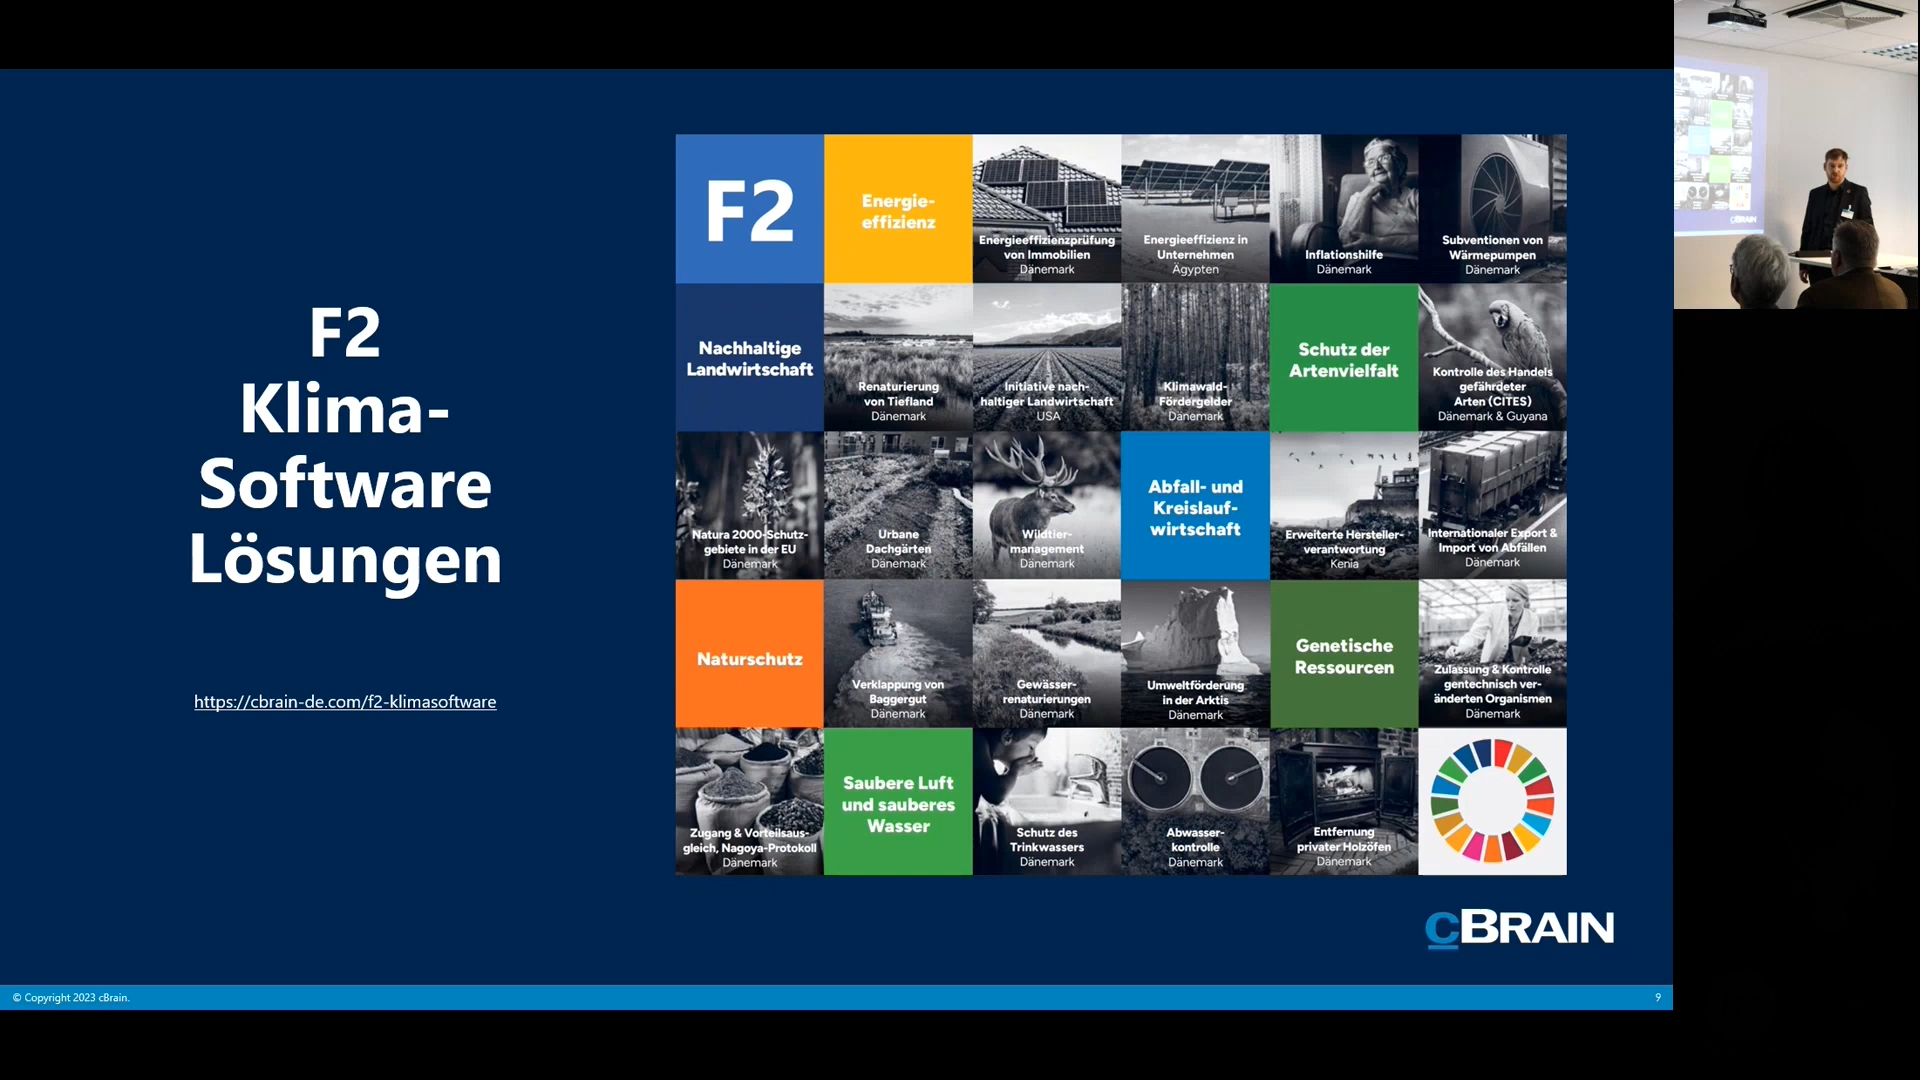 F2
Klima-
Software
Lösungen
https://cbrain-de.com/f2-klimasoftware
F2
Energie-
effizienz
Energieeffizienzprüfung
von Immobilien
Dänemark
Energieeffizienz in
Unternehmen
Ägypten
Inflationshilfe
Dänemark
Subventionen von
Wärmepumpen
Dänemark
Nachhaltige
Landwirtschaft
Renaturierung
von Tiefland
Dänemark
Initiative nach-
haltiger Landwirtschaft
USA
Klimawald-
Fördergelder
Dänemark
Schutz der
Artenvielfalt
Kontrolle des Handels
gefährdeter
Arten (CITES)
Dänemark & Guyana
Natura 2000-Schutz-
gebiete in der EU
Dänemark
Urbane
Dachgärten
Dänemark
Wildtier-
management
Dänemark
Abfall- und
Kreislauf-
wirtschaft
Erweiterte Hersteller-
verantwortung
Kenia
Internationaler Export &
Import von Abfällen
Dänemark
Naturschutz
Verklappung von
Baggergut
Dänemark
Gewässer-
renaturierungen
Dänemark
Umweltförderung
in der Arktis
Dänemark
Genetische
Ressourcen
Zulassung & Kontrolle
gentechnisch ver-
änderten Organismen
Dänemark
Zugang & Vorteilsaus-
gleich, Nagoya-Protokoll
Dänemark
Saubere Luft
und sauberes
Wasser
Schutz des
Trinkwassers
Dänemark
Abwasser-
kontrolle
Dänemark
Entfernung
privater Holzöfen
Dänemark
cBRAIN
© Copyright 2023 cBrain.
9
cBRAIN